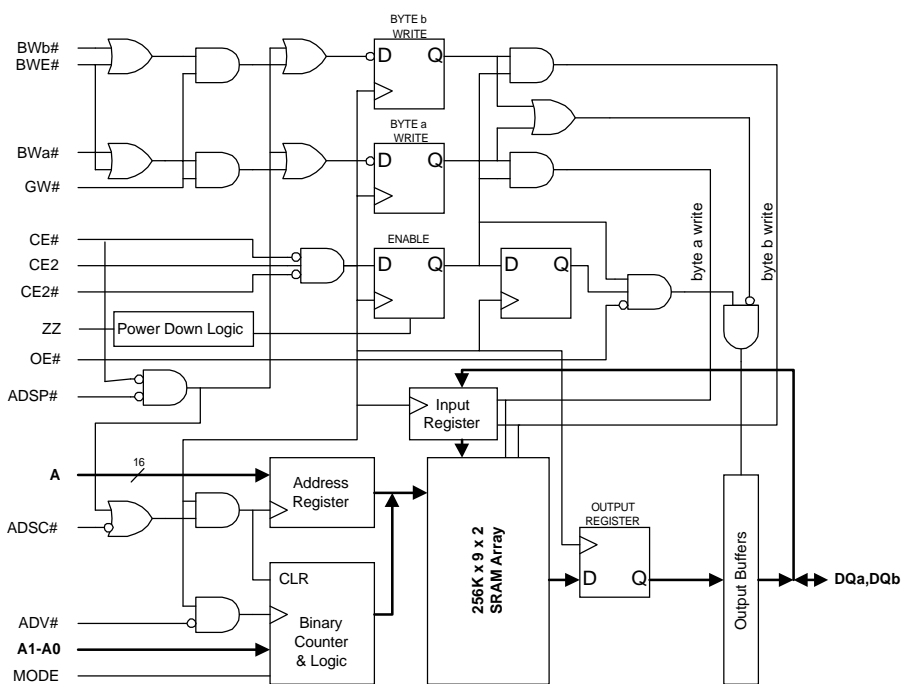 BYTE b
WRITE
BWb#
BWE#
D Q
BYTE a
WRITE
BWa#
GW#
D Q
byte a write
byte b write
CE#
CE2
CE2#
ENABLE
D Q
D Q
ZZ
Power Down Logic
OE#
ADSP#
Input
Register
A
16
Address
Register
ADSC#
256K x 9 x 2
SRAM Array
OUTPUT
REGISTER
D Q
Output Buffers
DQa,DQb
CLR
Binary
Counter
& Logic
ADV#
A1-A0
MODE